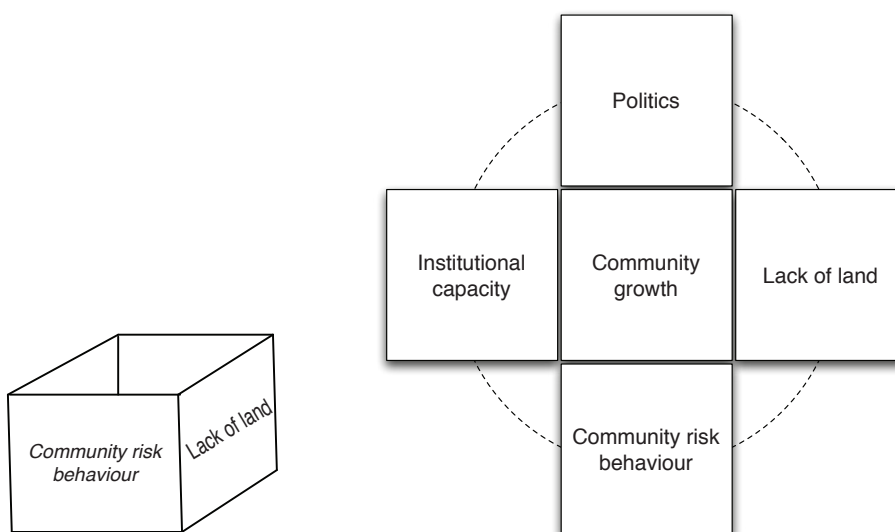 Politics
Institutional
capacity
Community
growth
Lack of land
Community risk
behaviour
Community risk
behaviour
Lack of land